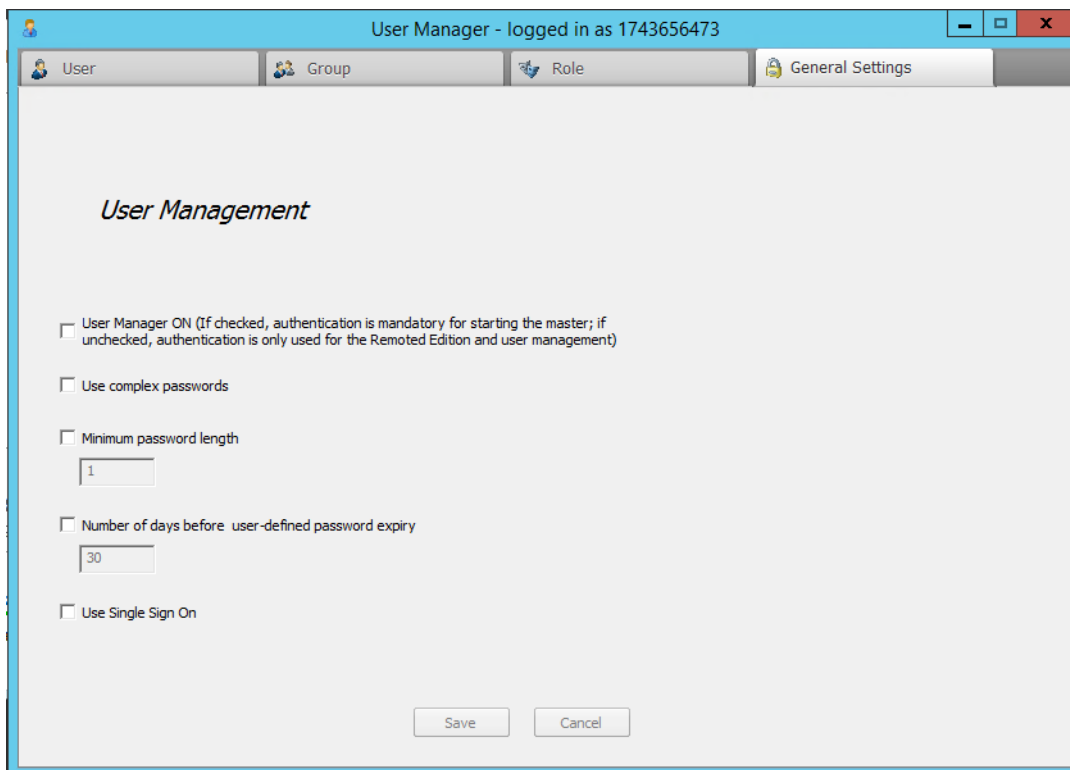 User Manager - logged in as 1743656473
User
Group
Role
General Settings
User Management
User Manager ON (If checked, authentication is mandatory for starting the master; if
unchecked, authentication is only used for the Remoted Edition and user management)
Use complex passwords
Minimum password length
1
Number of days before  user-defined password expiry
30
Use Single Sign On
Save
Cancel